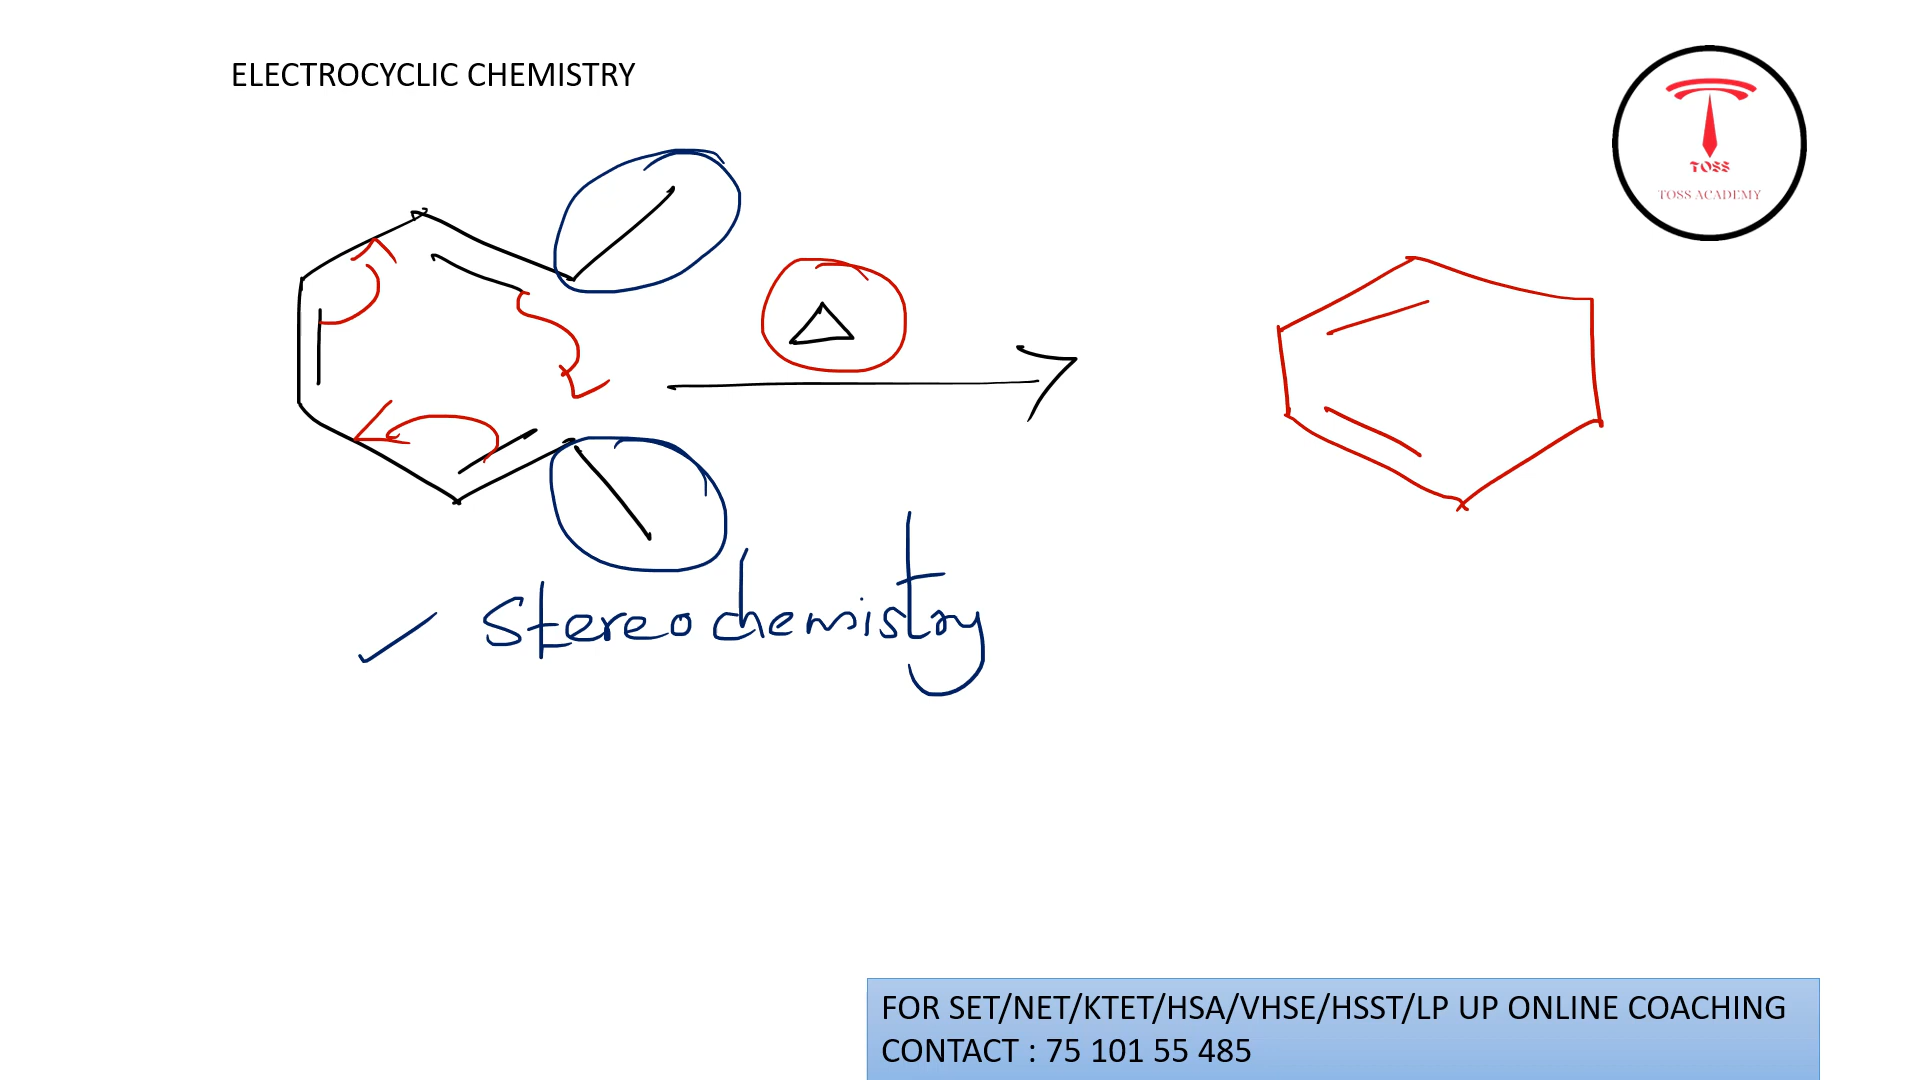 ELECTROCYCLIC CHEMISTRY
TOSS
TOSS ACADEMY
Stereochemistry
FOR SET/NET/KTET/HSA/VHSE/HSST/LP UP ONLINE COACHING
CONTACT : 75 101 55 485